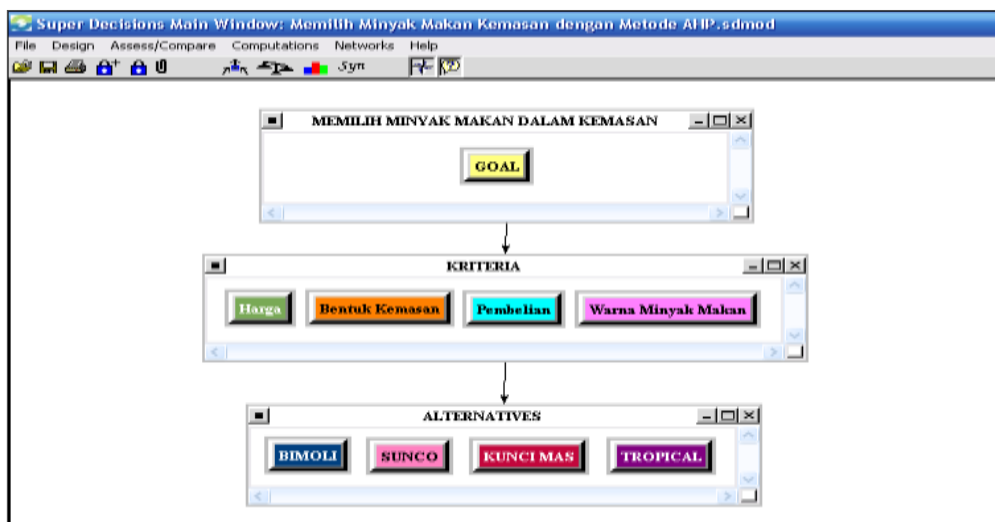 Super Decisions Main Window: Memilih Minyak Makan Kemasan dengan Metode AHP.sdmod
File Design Assess/Compare Computations Networks Help
Syn
MEMILIH MINYAK MAKAN DALAM KEMASAN
GOAL
KRITERIA
Harga Bentuk Kemasan Pembelian Warna Minyak Makan
ALTERNATIVES
BIMOLI SUNCO KUNCI MAS TROPICAL